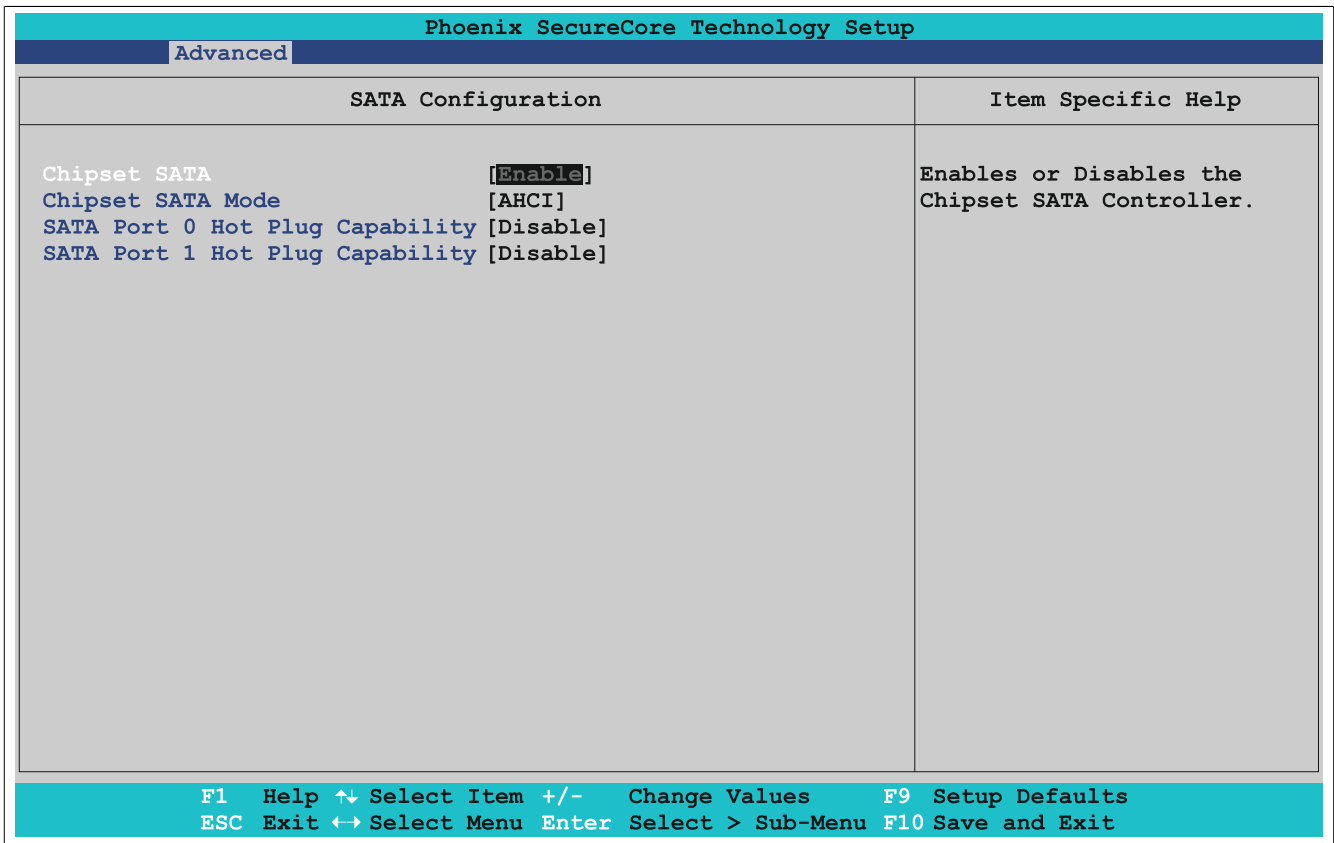 Phoenix SecureCore Technology Setup
Advanced
SATA Configuration
Item Specific Help
Chipset SATA [Enable]
Chipset SATA Mode [AHCI]
SATA Port 0 Hot Plug Capability [Disable]
SATA Port 1 Hot Plug Capability [Disable]
Enables or Disables the
Chipset SATA Controller.
F1 Help ↑↓ Select Item +/- Change Values F9 Setup Defaults
ESC Exit ←→ Select Menu Enter Select > Sub-Menu F10 Save and Exit